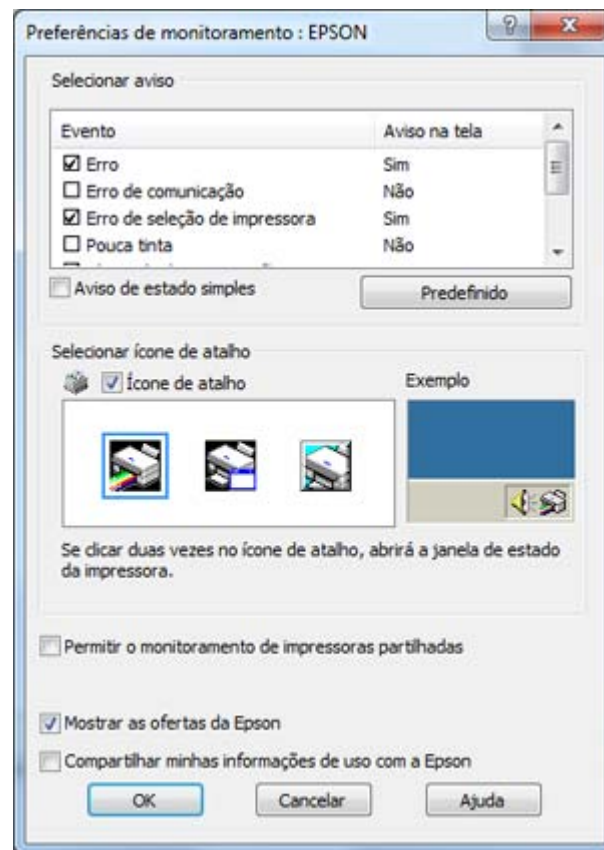 Preferências de monitoramento : EPSON
Selecionar aviso
Evento Aviso na tela
Erro Sim
Erro de comunicação Não
Erro de seleção de impressora Sim
Pouca tinta Não
Aviso de estado simples
Predefinido
Selecionar ícone de atalho
Ícone de atalho
Exemplo
Se clicar duas vezes no ícone de atalho, abrirá a janela de estado
da impressora.
Permitir o monitoramento de impressoras partilhadas
Mostrar as ofertas da Epson
Compartilhar minhas informações de uso com a Epson
OK Cancelar Ajuda